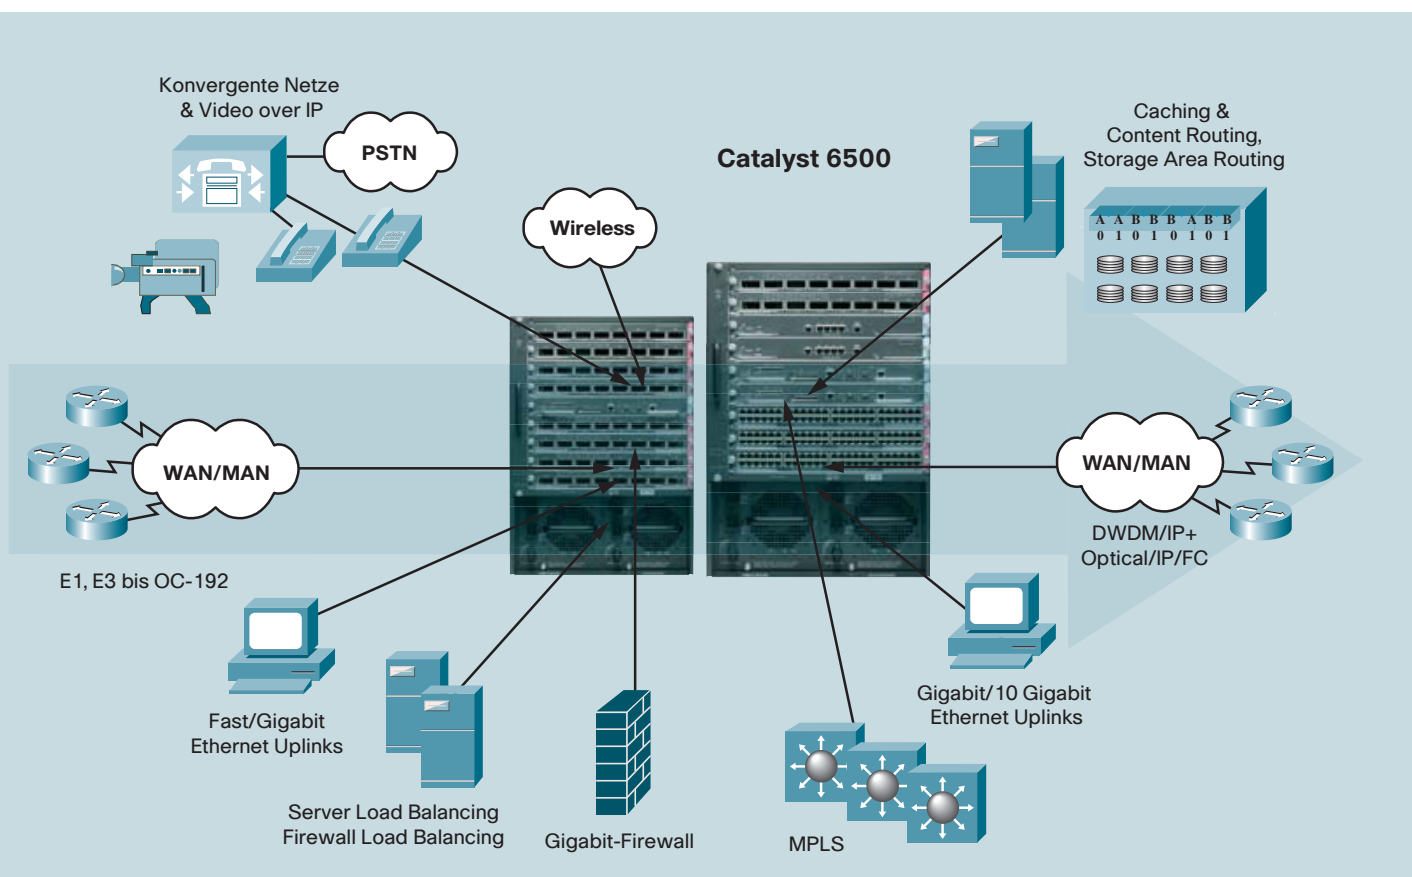 Konvergente Netze
& Video over IP
PSTN
Catalyst 6500
Caching &
Content Routing,
Storage Area Routing
A A B B B A B B
0 1 0 1 0 1 0 1
Wireless
WAN/MAN
WAN/MAN
E1, E3 bis OC-192
DWDM/IP+
Optical/IP/FC
Fast/Gigabit
Ethernet Uplinks
Gigabit/10 Gigabit
Ethernet Uplinks
Server Load Balancing
Firewall Load Balancing
Gigabit-Firewall
MPLS